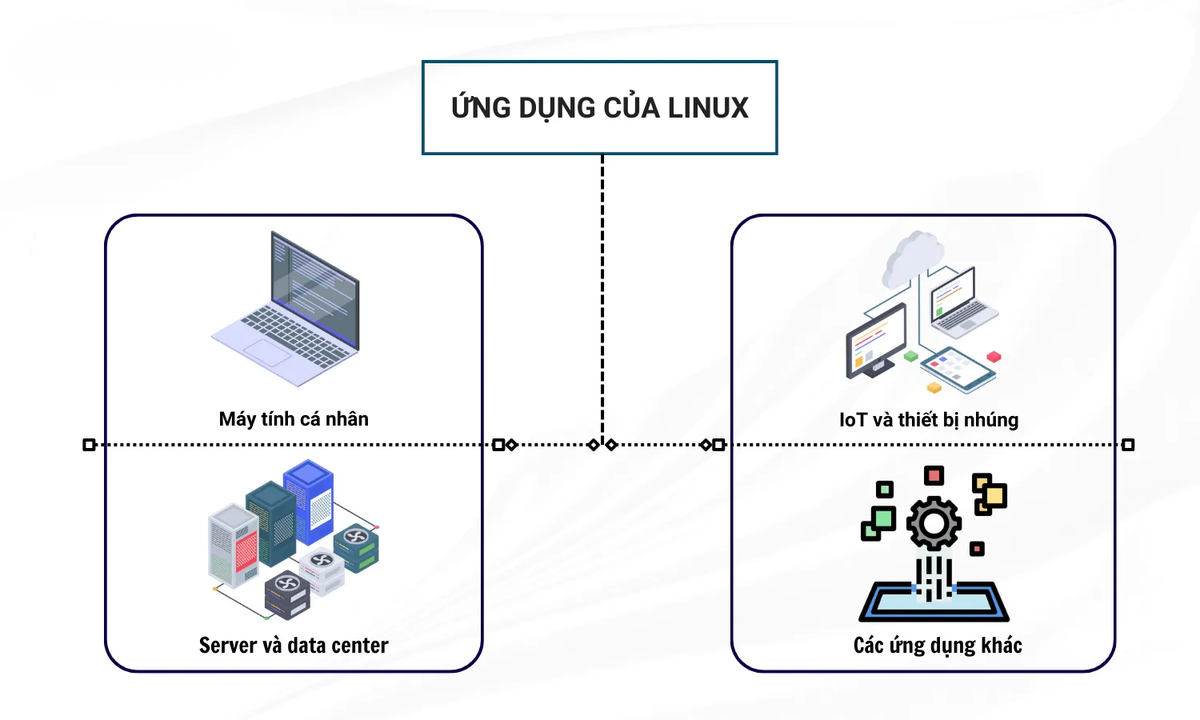 ỨNG DỤNG CỦA LINUX
Máy tính cá nhân
IoT và thiết bị nhúng
Server và data center
Các ứng dụng khác